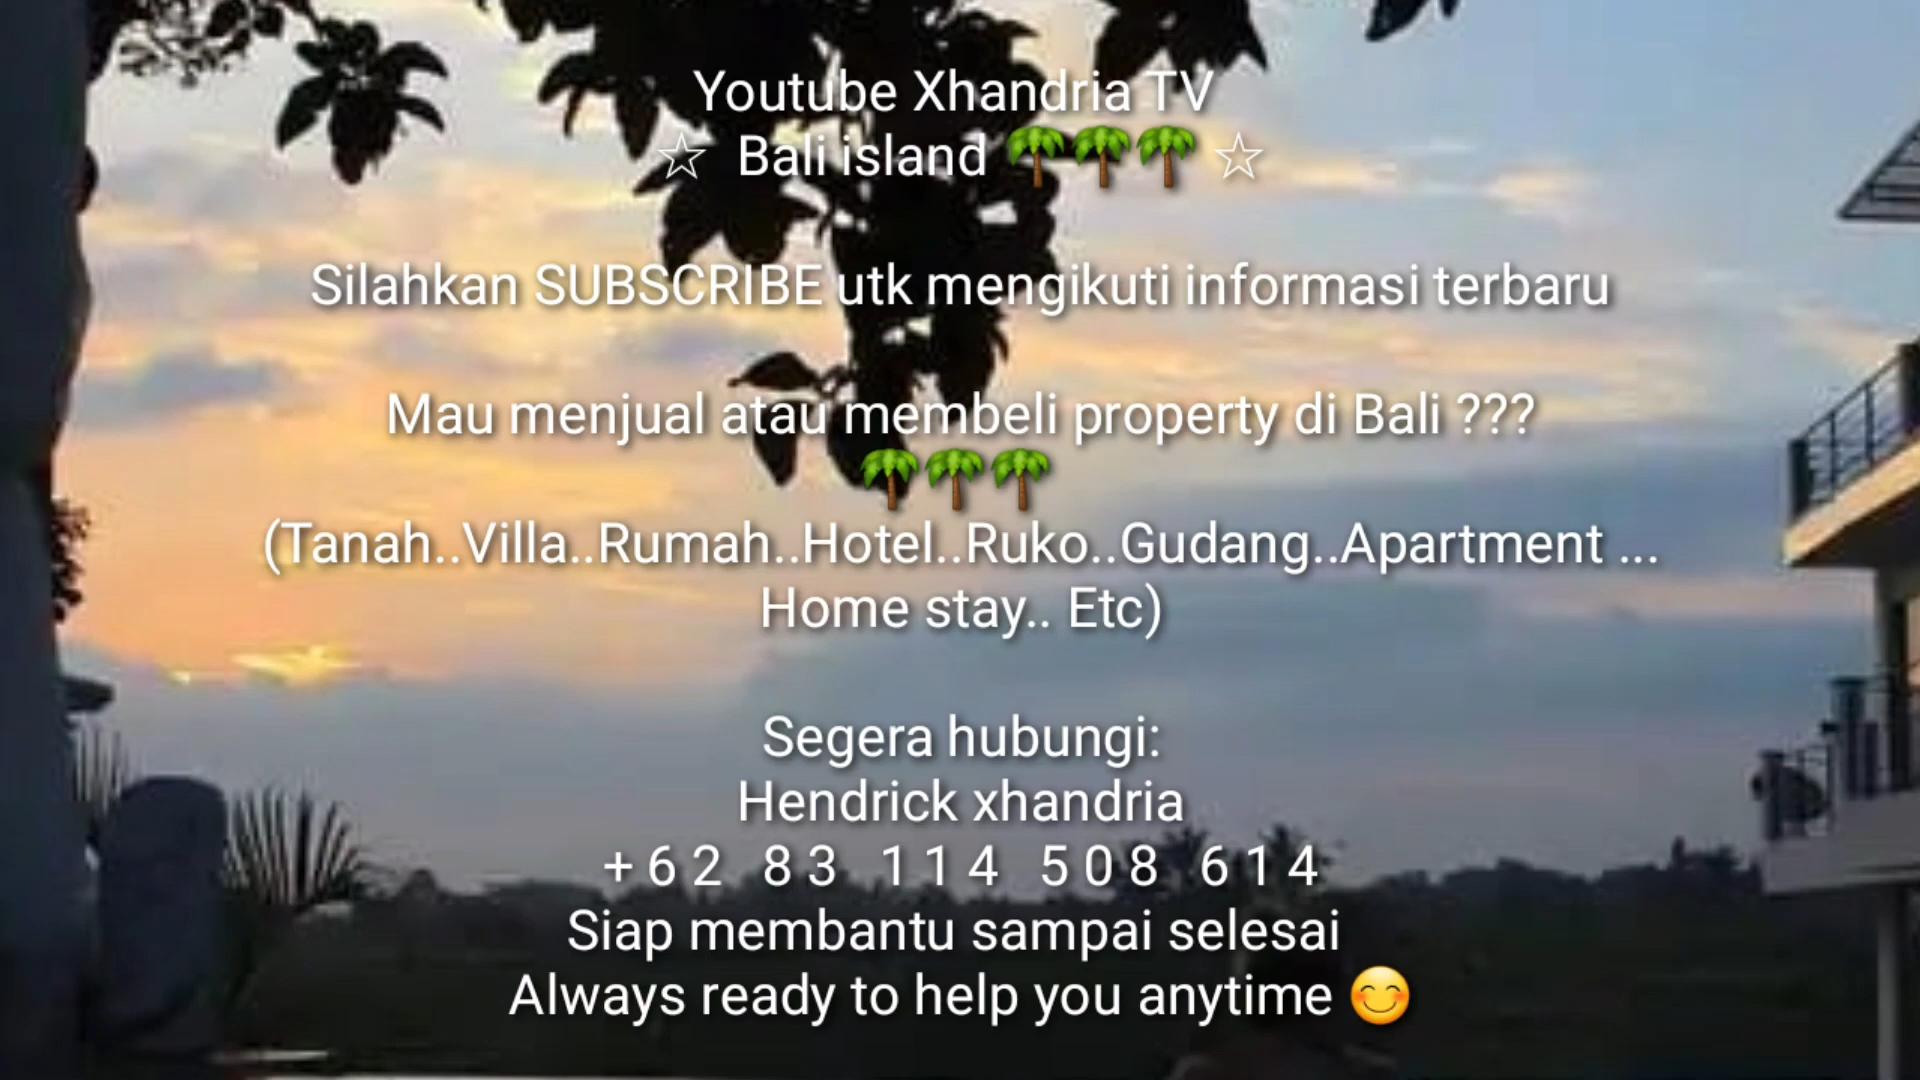 Youtube Xhandria TV
☆ Bali island 🌴🌴🌴 ☆
Silahkan SUBSCRIBE utk mengikuti informasi terbaru
Mau menjual atau membeli property di Bali ???
🌴🌴🌴
(Tanah..Villa..Rumah..Hotel..Ruko..Gudang..Apartment ...
Home stay.. Etc)
Segera hubungi:
Hendrick xhandria
+62 83 114 508 614
Siap membantu sampai selesai
Always ready to help you anytime 😊